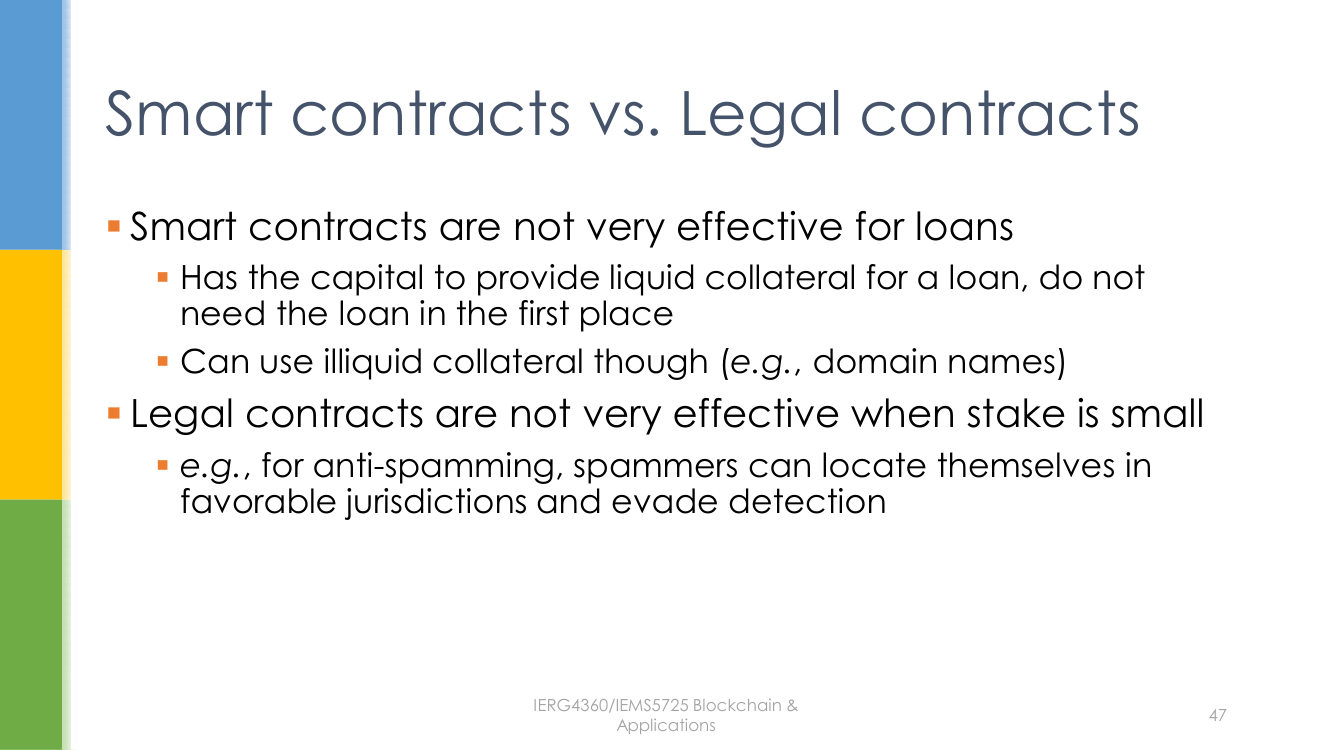 Smart contracts vs. Legal contracts
▪ Smart contracts are not very effective for loans
▪ Has the capital to provide liquid collateral for a loan, do not
need the loan in the first place
▪ Can use illiquid collateral though (e.g., domain names)
▪ Legal contracts are not very effective when stake is small
▪ e.g., for anti-spamming, spammers can locate themselves in
favorable jurisdictions and evade detection
IERG4360/IEMS5725 Blockchain &
Applications
47